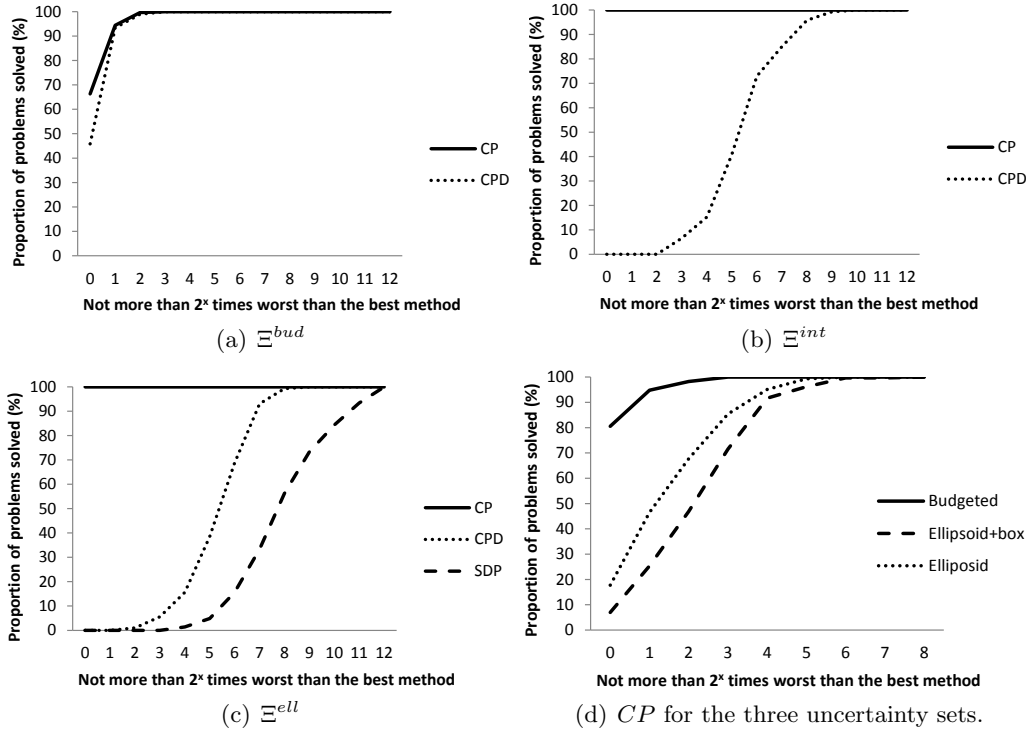 Proportion of problems solved (%)
100
90
80
70
60
50
40
30
20
10
0
0 1 2 3 4 5 6 7 8 9 10 11 12
Not more than 2^x times worst than the best method
CP
CPD
(a) Ξ^{bud}
Proportion of problems solved (%)
100
90
80
70
60
50
40
30
20
10
0
0 1 2 3 4 5 6 7 8 9 10 11 12
Not more than 2^x times worst than the best method
CP
CPD
(b) Ξ^{int}
Proportion of problems solved (%)
100
90
80
70
60
50
40
30
20
10
0
0 1 2 3 4 5 6 7 8 9 10 11 12
Not more than 2^x times worst than the best method
CP
CPD
SDP
(c) Ξ^{ell}
Proportion of problems solved (%)
100
90
80
70
60
50
40
30
20
10
0
0 1 2 3 4 5 6 7 8
Not more than 2^x times worst than the best method
Budgeted
Ellipsoid+box
Elliposid
(d) CP for the three uncertainty sets.